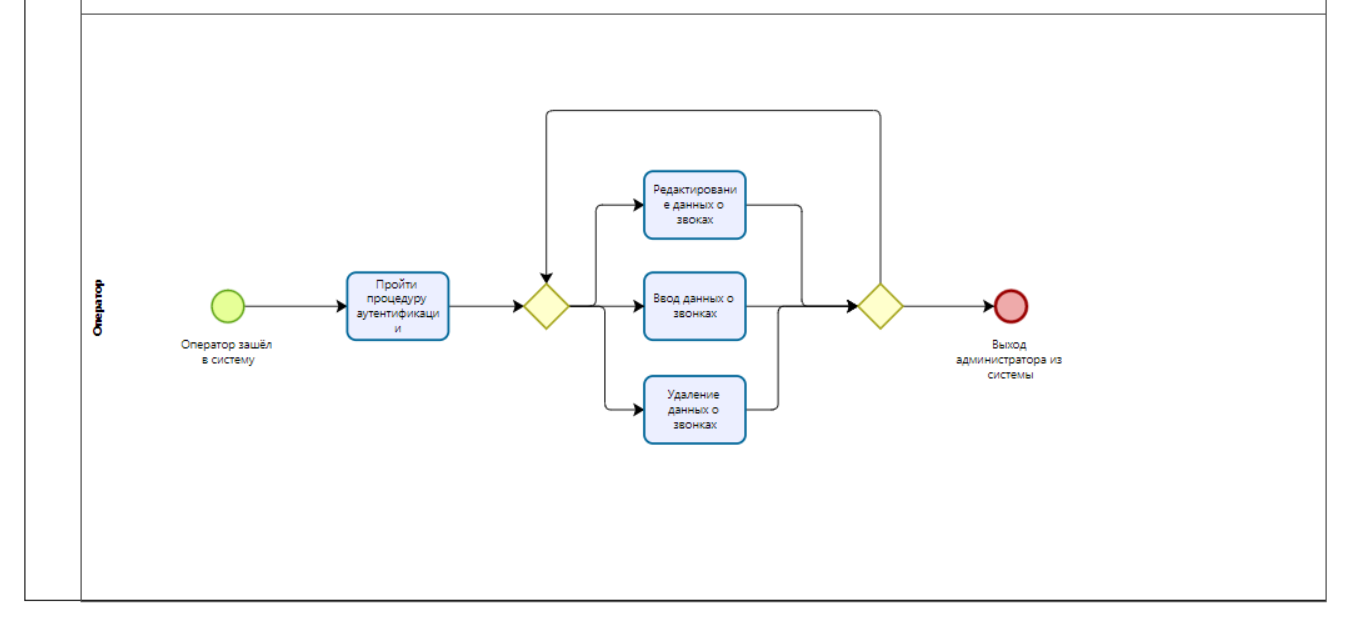 Оператор
Оператор зашёл
в систему
Пройти
процедуру
аутентификаци
и
Редактировани
е данных о
звоках
Ввод данных о
звонках
Удаление
данных о
звонках
Выход
администратора из
системы